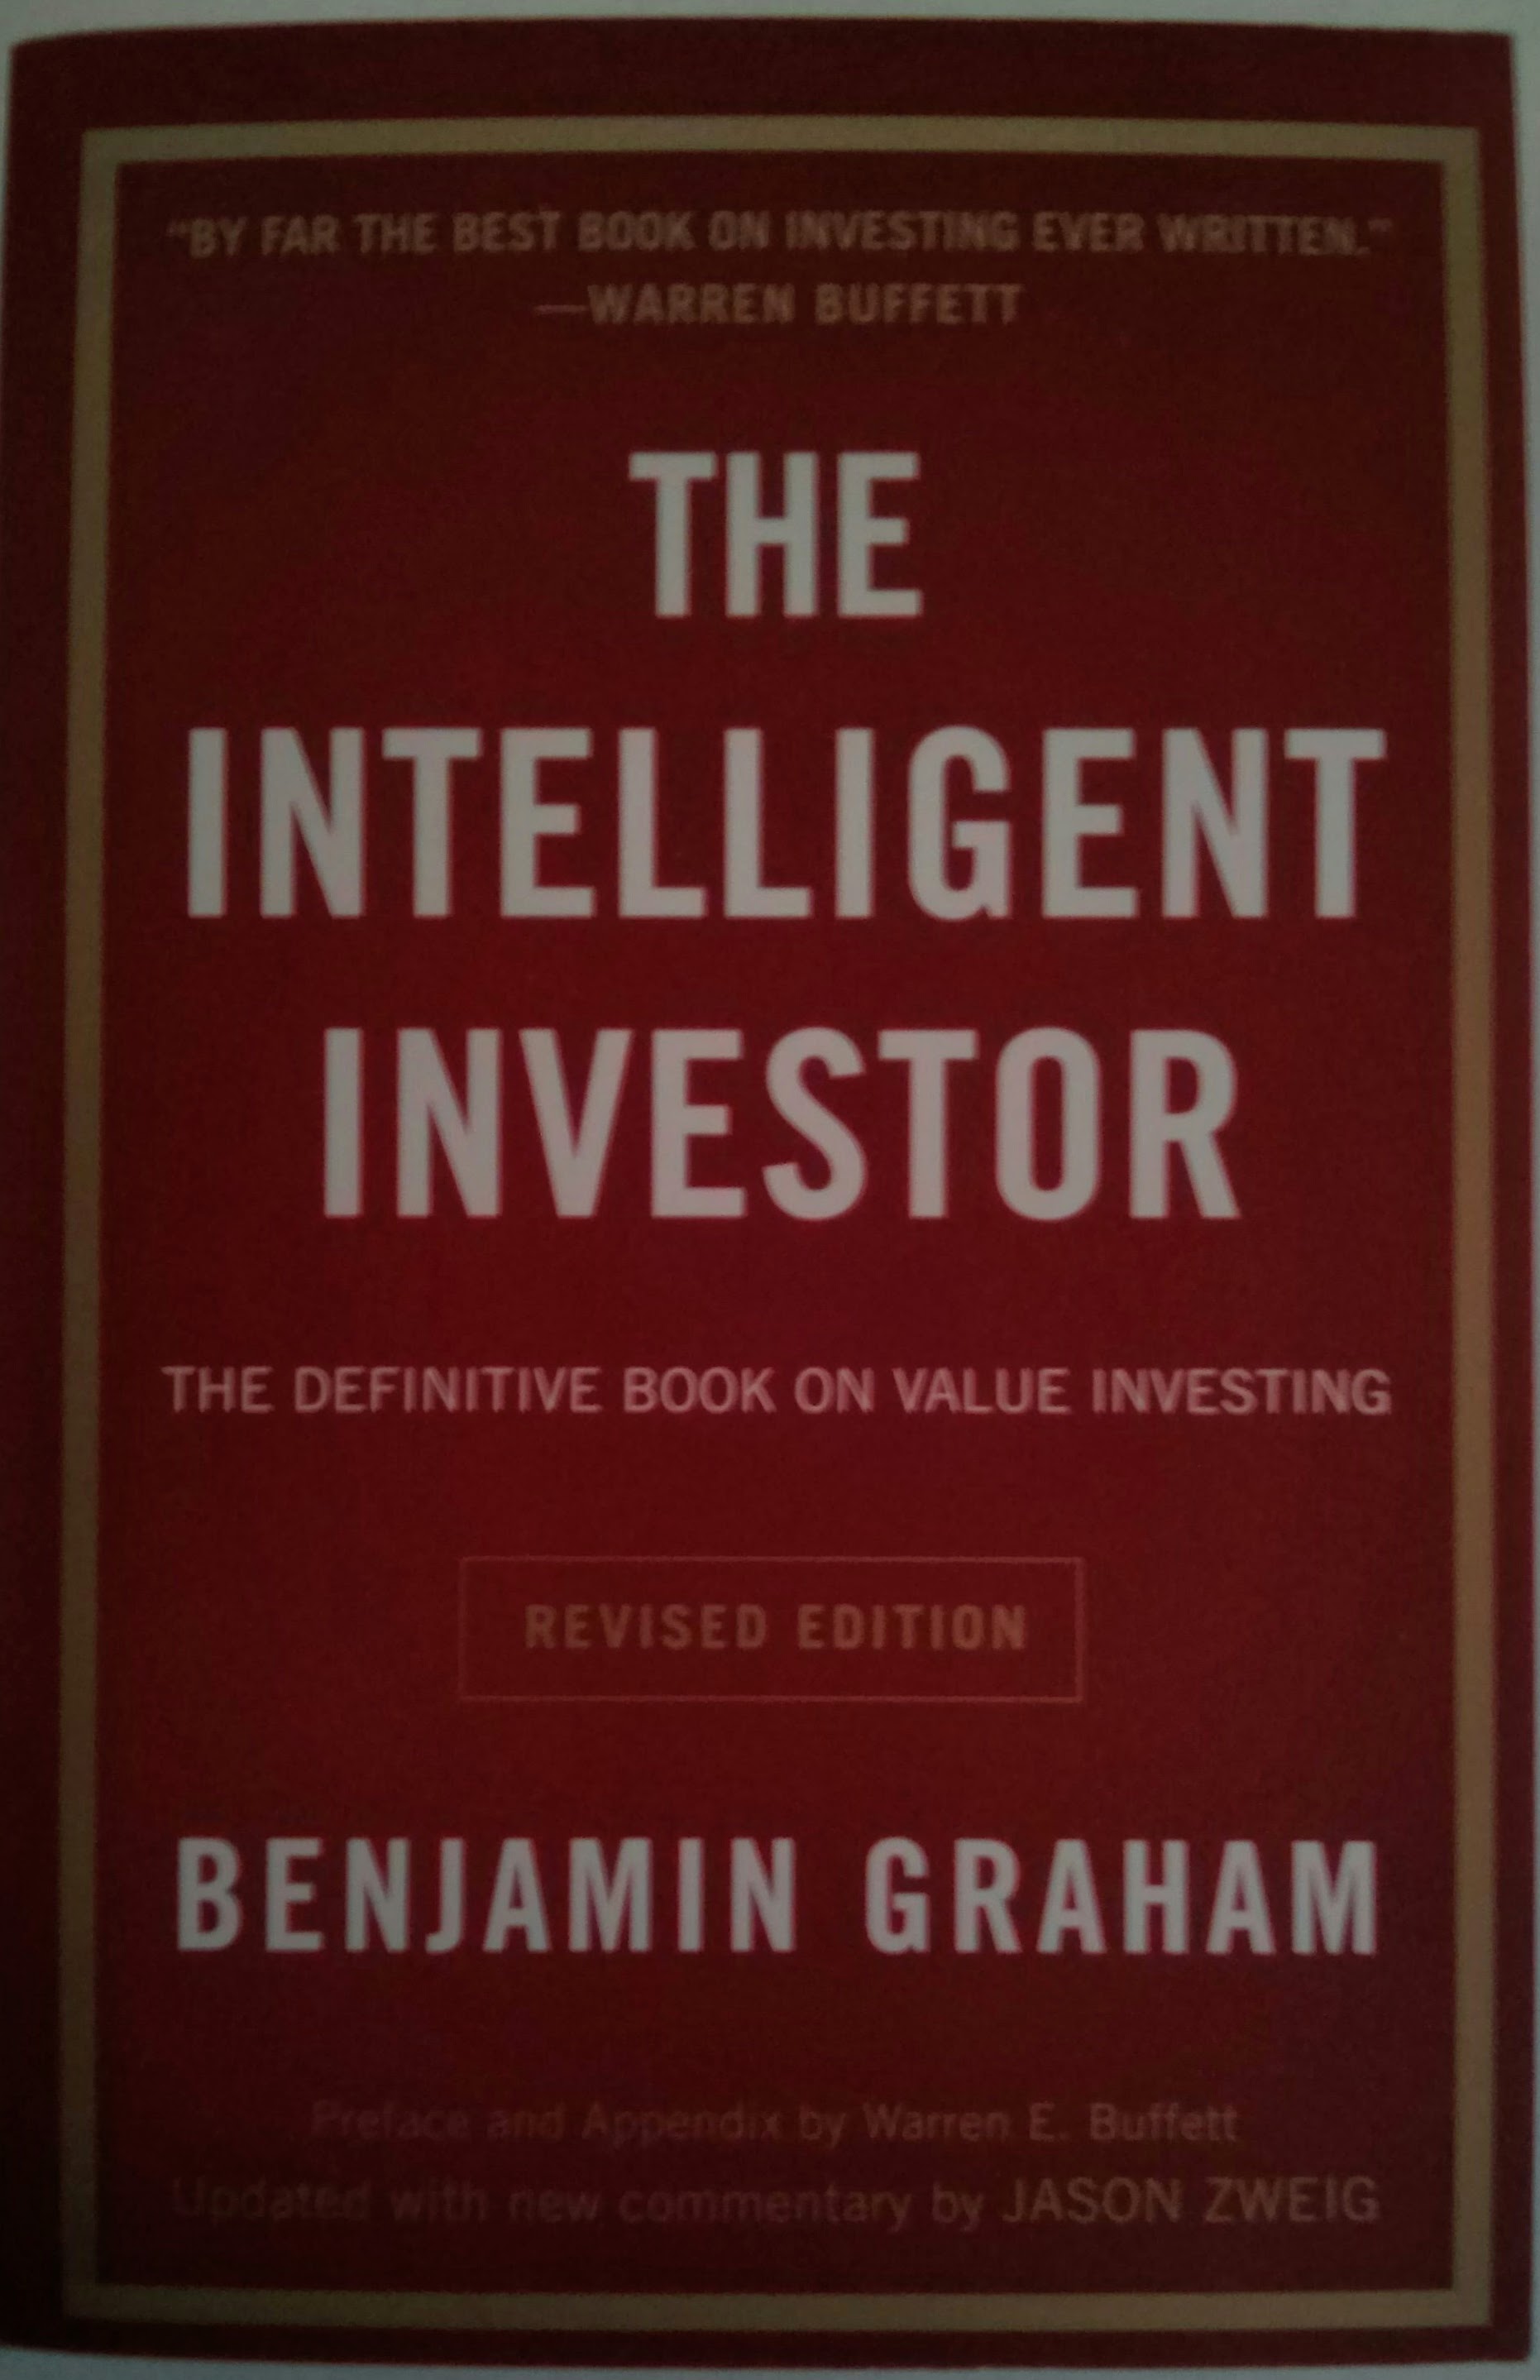 "BY FAR THE BEST BOOK ON INVESTING EVER WRITTEN."
—WARREN BUFFETT
THE
INTELLIGENT
INVESTOR
THE DEFINITIVE BOOK ON VALUE INVESTING
REVISED EDITION
BENJAMIN GRAHAM
Preface and Appendix by Warren E. Buffett
Updated with new commentary by JASON ZWEIG